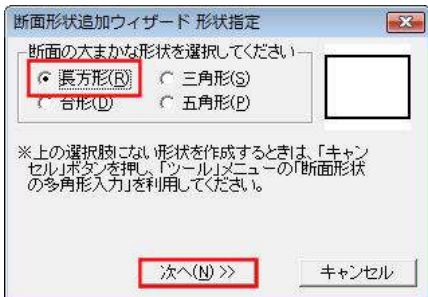 断面形状追加ウィザード 形状指定
断面の大まかな形状を選択してください
長方形(R) 三角形(S)
台形(D) 五角形(P)
※上の選択肢にない形状を作成するときは、「キャン
セル」ボタンを押し、「ツール」メニューの「断面形状
の多角形入力」を利用してください。
次へ(N) >> キャンセル